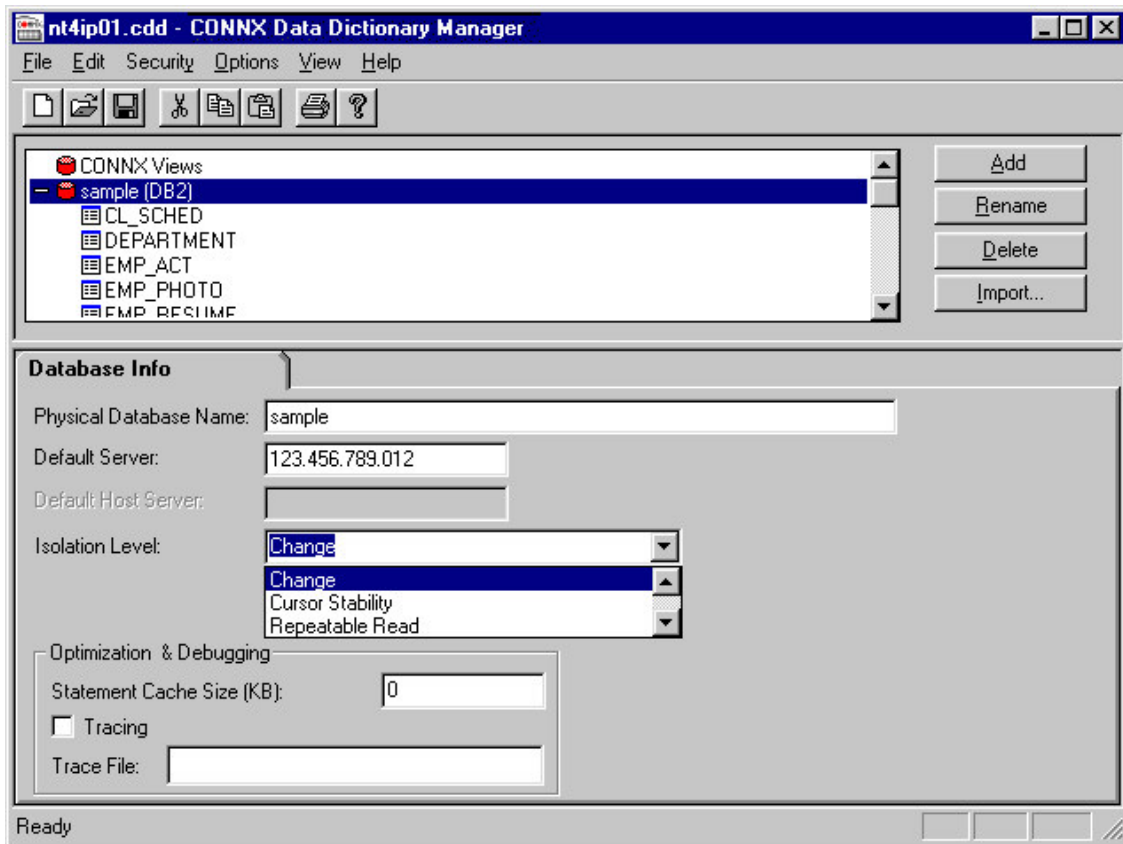 nt4ip01.cdd - CONNX Data Dictionary Manager
File Edit Security Options View Help
CONNX Views
Add
sample (DB2)
Rename
CL_SCHED
DEPARTMENT
Delete
EMP_ACT
EMP_PHOTO
Import...
EMP_RESUME
Database Info
Physical Database Name: sample
Default Server: 123.456.789.012
Default Host Server:
Isolation Level: Change
Change
Cursor Stability
Repeatable Read
Optimization & Debugging
Statement Cache Size (KB): 0
Tracing
Trace File:
Ready